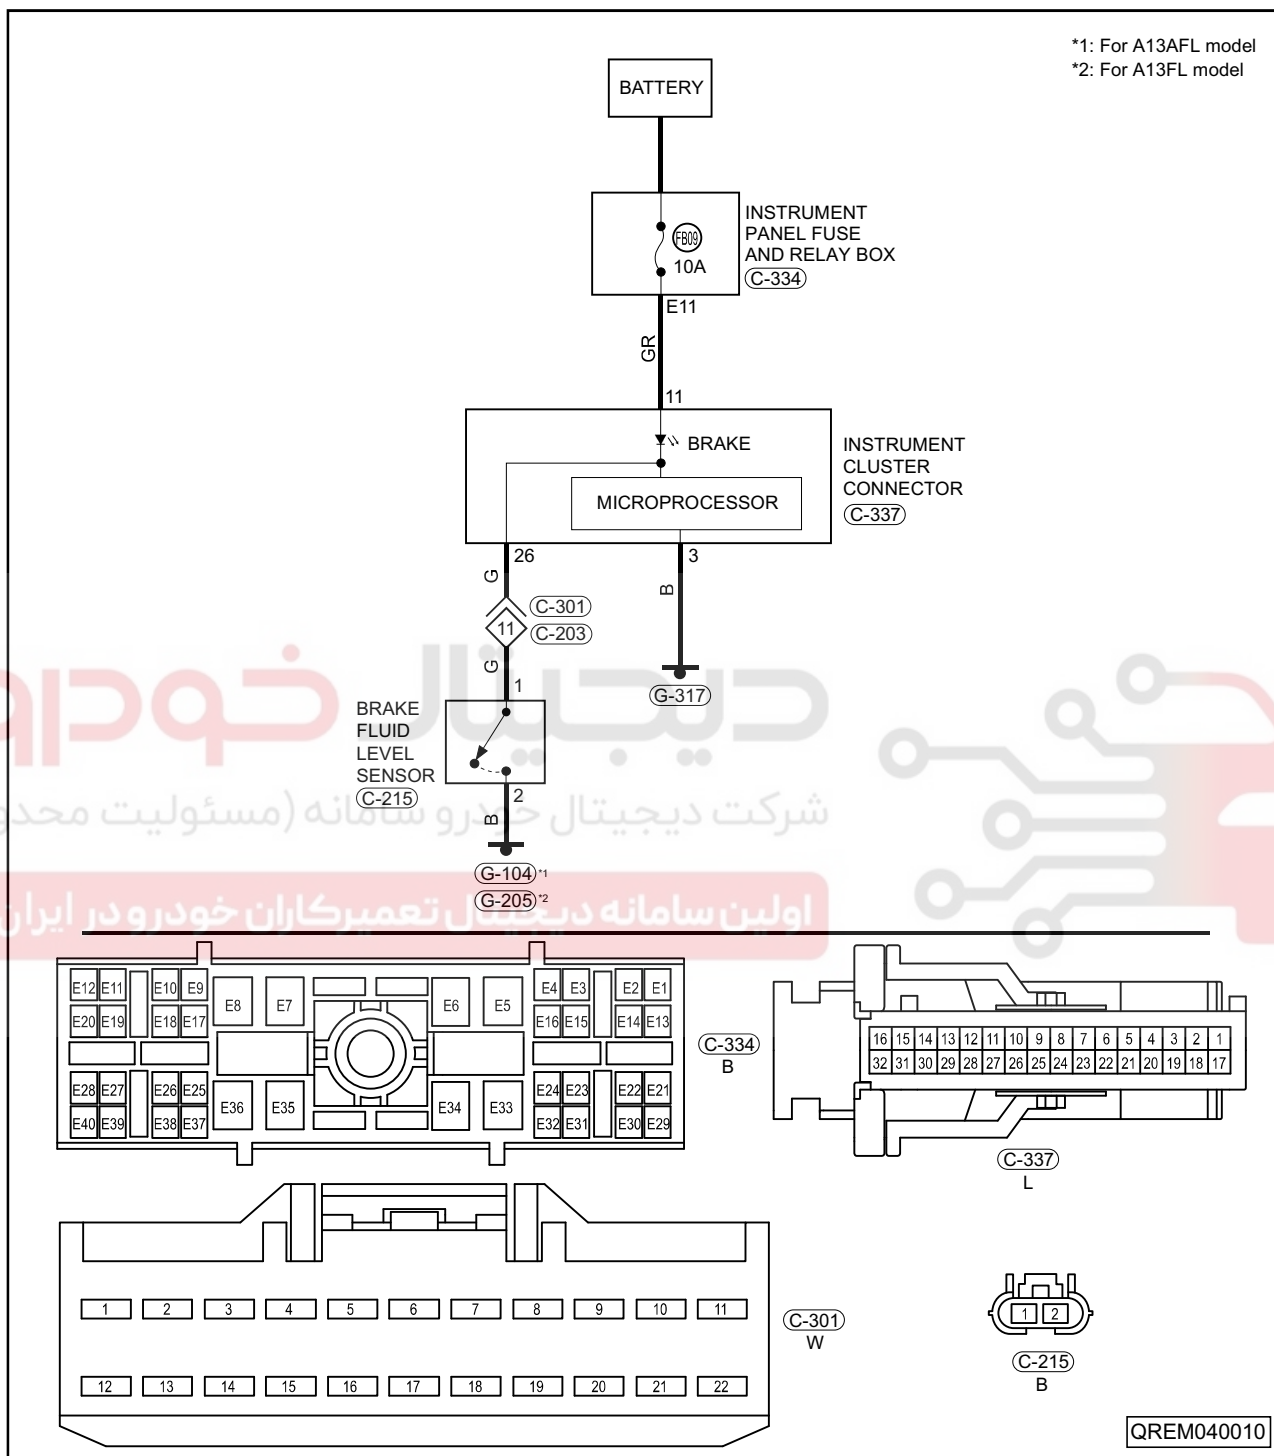 *1: For A13AFL model
*2: For A13FL model
BATTERY
INSTRUMENT
PANEL FUSE
AND RELAY BOX
C-334
FB09
10A
E11
GR
11
BRAKE
MICROPROCESSOR
INSTRUMENT
CLUSTER
CONNECTOR
C-337
26
3
G
B
C-301
11
C-203
G
G-317
1
BRAKE
FLUID
LEVEL
SENSOR
C-215
2
B
G-104 *1
G-205 *2
دیجیتال خودرو
شرکت دیجیتال خودرو سامانه (مسئولیت محدو
اولین سامانه دیجیتال تعمیرکاران خودرو در ایران
E12 E11 E10 E9 E8 E7 E6 E5 E4 E3 E2 E1
E20 E19 E18 E17 E16 E15 E14 E13
E28 E27 E26 E25 E36 E35 E34 E33 E24 E23 E22 E21
E40 E39 E38 E37 E32 E31 E30 E29
C-334
B
16 15 14 13 12 11 10 9 8 7 6 5 4 3 2 1
32 31 30 29 28 27 26 25 24 23 22 21 20 19 18 17
C-337
L
1 2 3 4 5 6 7 8 9 10 11
12 13 14 15 16 17 18 19 20 21 22
C-301
W
1 2
C-215
B
QREM040010